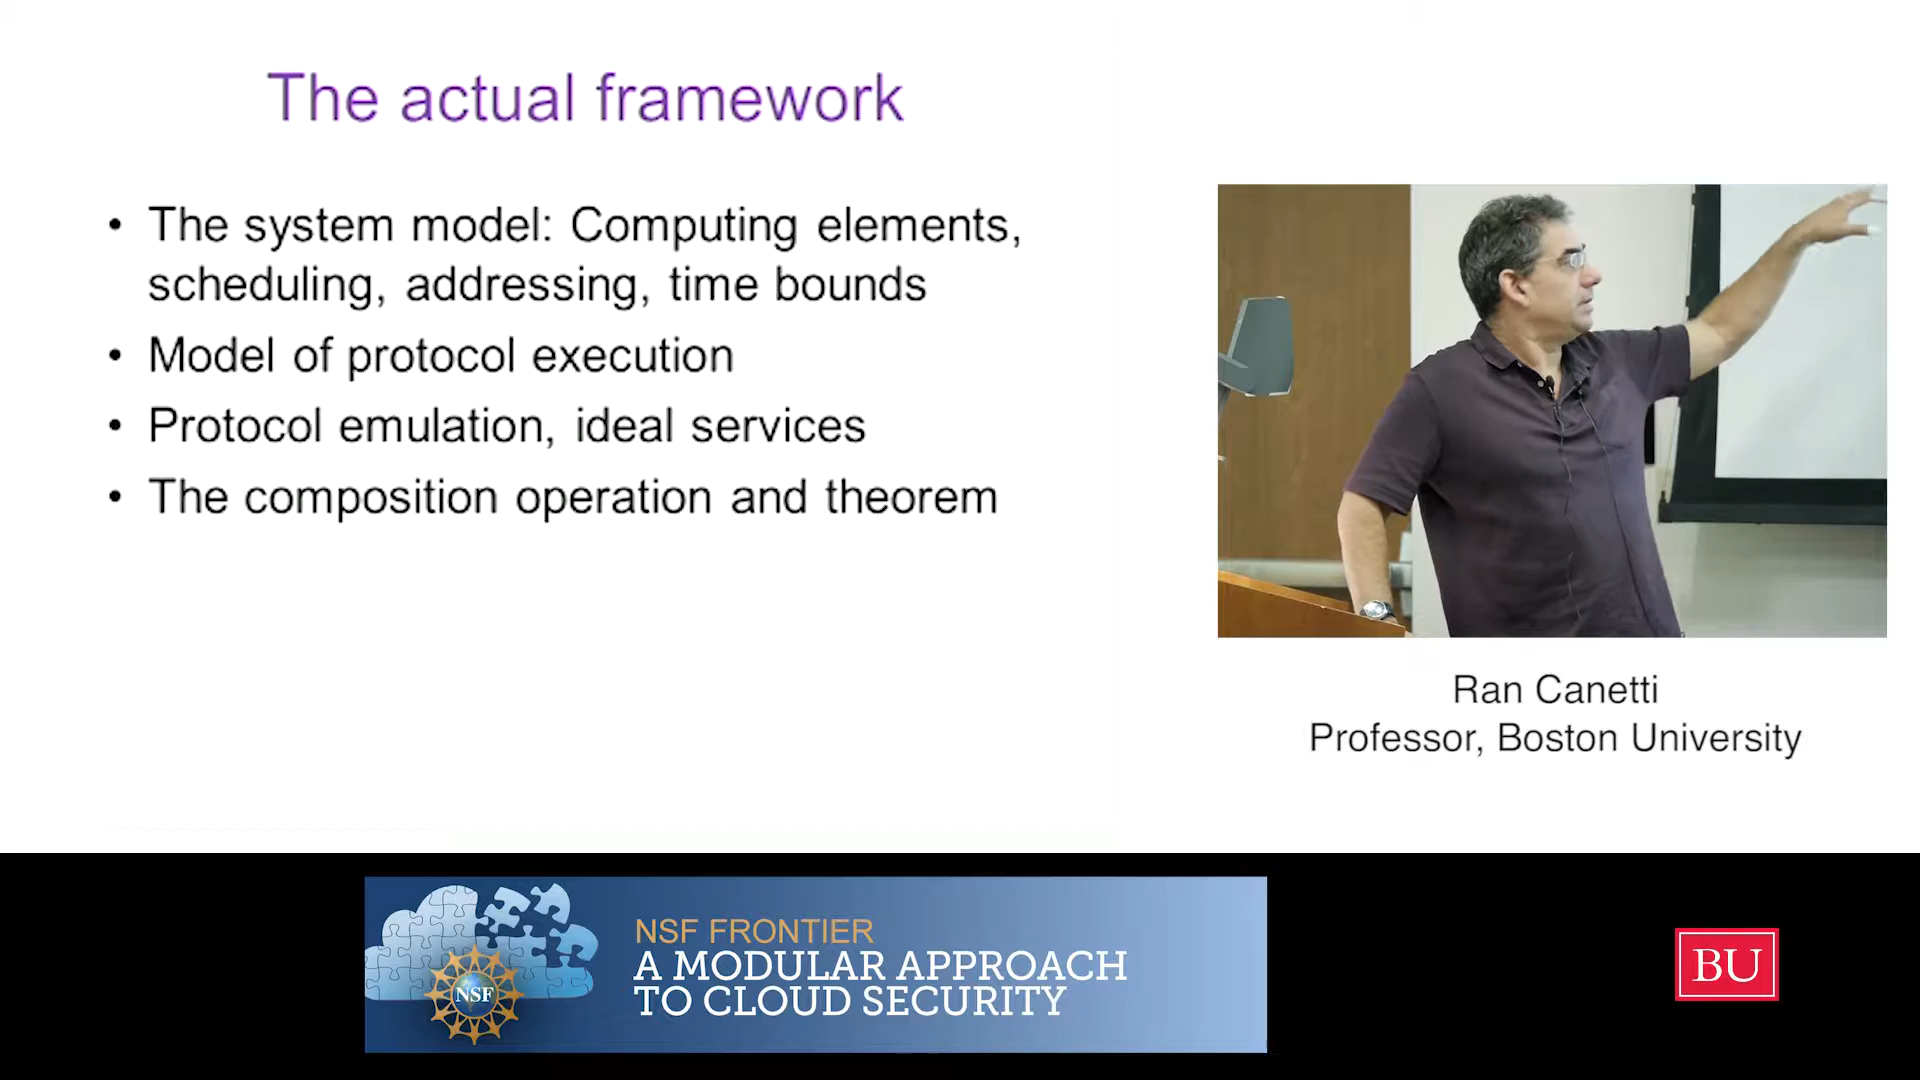 The actual framework
• The system model: Computing elements,
scheduling, addressing, time bounds
• Model of protocol execution
• Protocol emulation, ideal services
• The composition operation and theorem
Ran Canetti
Professor, Boston University
NSF
NSF FRONTIER
A MODULAR APPROACH
TO CLOUD SECURITY
BU